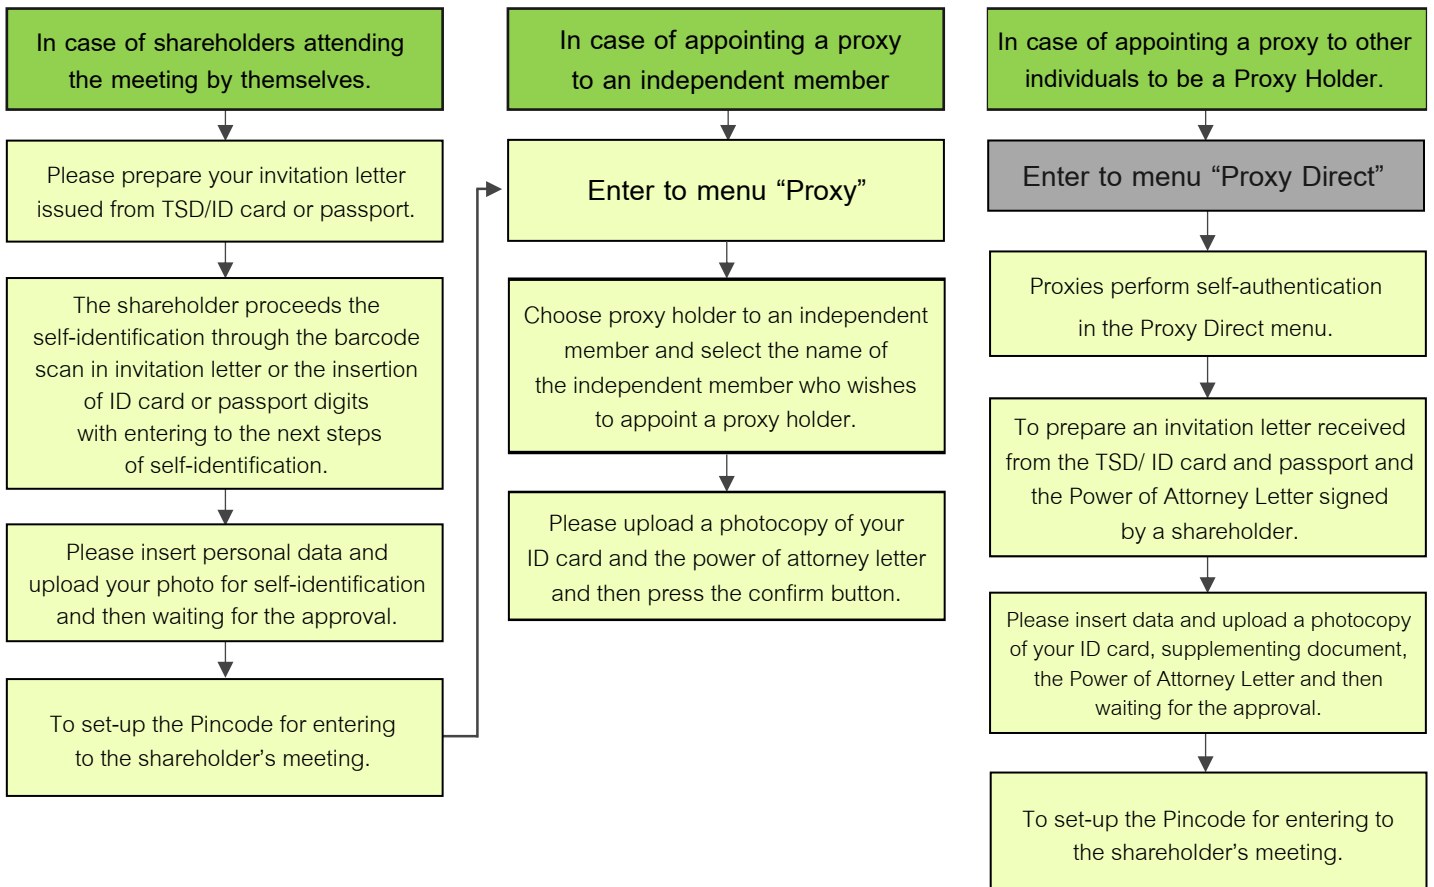 In case of shareholders attending
the meeting by themselves.
Please prepare your invitation letter
issued from TSD/ID card or passport.
The shareholder proceeds the
self-identification through the barcode
scan in invitation letter or the insertion
of ID card or passport digits
with entering to the next steps
of self-identification.
Please insert personal data and
upload your photo for self-identification
and then waiting for the approval.
To set-up the Pincode for entering
to the shareholder’s meeting.
In case of appointing a proxy
to an independent member
Enter to menu “Proxy”
Choose proxy holder to an independent
member and select the name of
the independent member who wishes
to appoint a proxy holder.
Please upload a photocopy of your
ID card and the power of attorney letter
and then press the confirm button.
In case of appointing a proxy to other
individuals to be a Proxy Holder.
Enter to menu “Proxy Direct”
Proxies perform self-authentication
in the Proxy Direct menu.
To prepare an invitation letter received
from the TSD/ ID card and passport and
the Power of Attorney Letter signed
by a shareholder.
Please insert data and upload a photocopy
of your ID card, supplementing document,
the Power of Attorney Letter and then
waiting for the approval.
To set-up the Pincode for entering to
the shareholder’s meeting.